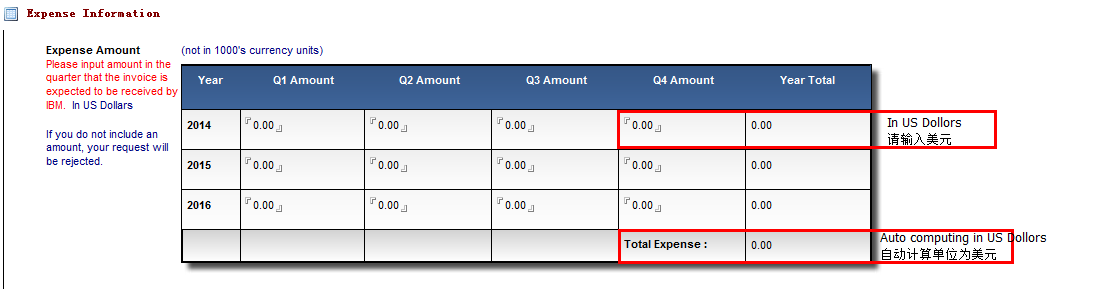 Expense Information
Expense Amount
(not in 1000's currency units)
Please input amount in the
quarter that the invoice is
expected to be received by
IBM. In US Dollars
If you do not include an
amount, your request will
be rejected.
Year Q1 Amount Q2 Amount Q3 Amount Q4 Amount Year Total
2014 0.00 0.00 0.00 0.00 0.00
In US Dollors
请输入美元
2015 0.00 0.00 0.00 0.00 0.00
2016 0.00 0.00 0.00 0.00 0.00
Total Expense : 0.00
Auto computing in US Dollors
自动计算单位为美元